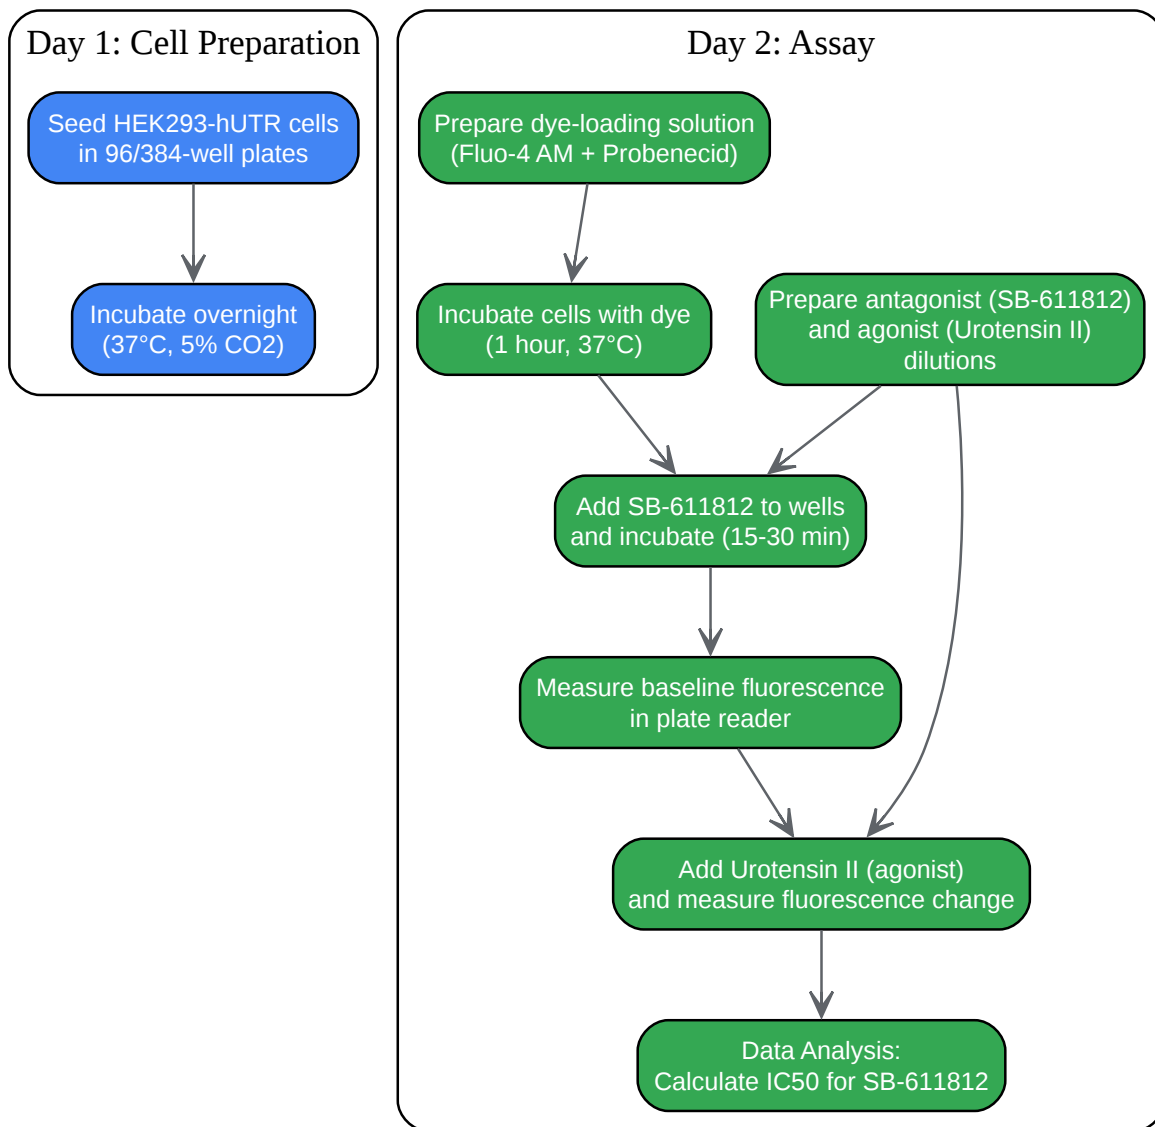 Day 1: Cell Preparation
Seed HEK293-hUTR cells
in 96/384-well plates
Incubate overnight
(37°C, 5% CO2)
Day 2: Assay
Prepare dye-loading solution
(Fluo-4 AM + Probenecid)
Incubate cells with dye
(1 hour, 37°C)
Prepare antagonist (SB-611812)
and agonist (Urotensin II)
dilutions
Add SB-611812 to wells
and incubate (15-30 min)
Measure baseline fluorescence
in plate reader
Add Urotensin II (agonist)
and measure fluorescence change
Data Analysis:
Calculate IC50 for SB-611812